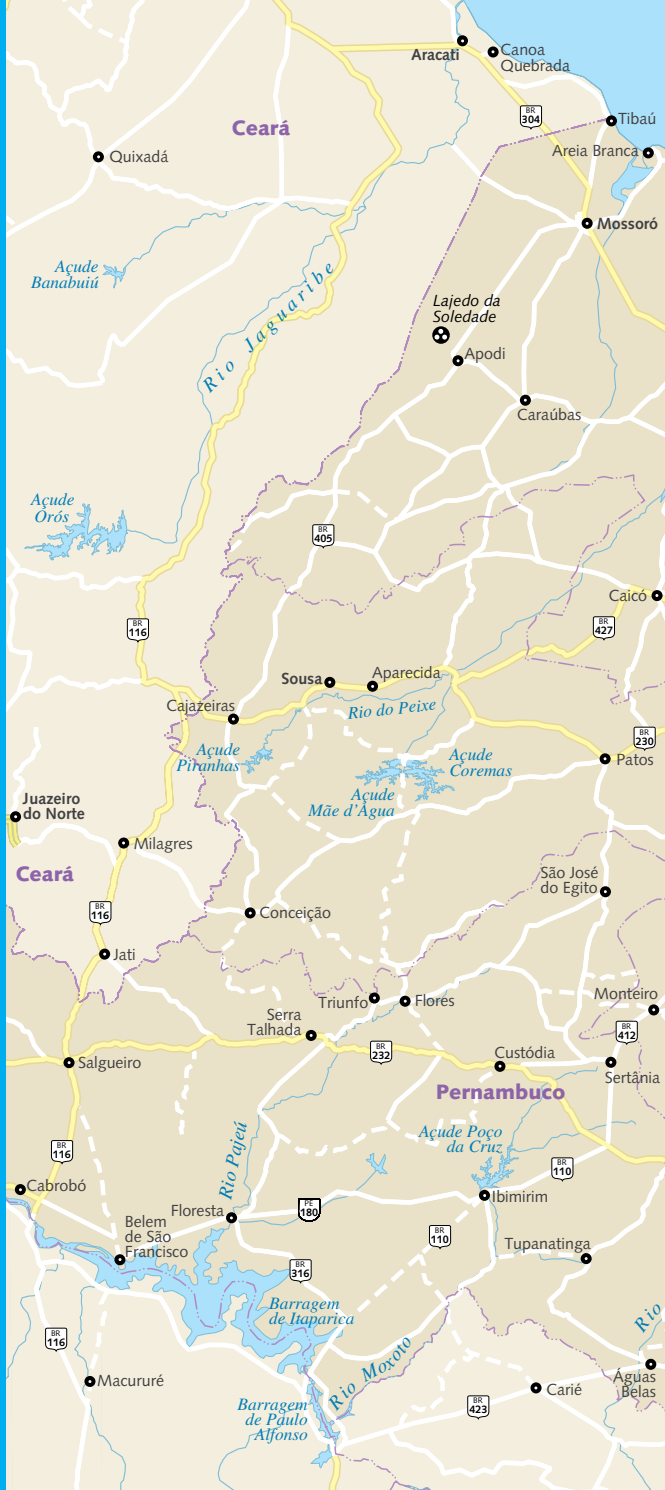 Aracati
Canoa
Quebrada
BR
304
Tibaú
Ceará
Quixadá
Areia Branca
Mossoró
Açude
Banabuiú
Rio Jaguaribe
Lajedo da
Soledade
Apodi
Caraúbas
Açude
Orós
BR
405
Caicó
BR
116
BR
427
Sousa
Aparecida
Cajazeiras
Rio do Peixe
BR
230
Açude
Piranhas
Açude
Coremas
Patos
Açude
Mãe d'Água
Juazeiro
do Norte
Milagres
Ceará
São José
do Egito
BR
116
Conceição
Jati
Triunfo
Flores
Monteiro
Serra
Talhada
BR
412
BR
232
Custódia
Salgueiro
Sertânia
Pernambuco
Açude Poço
da Cruz
BR
116
Rio Pajeú
BR
110
Cabrobó
Ibimirim
Floresta
PE
180
Belem
de São
Francisco
BR
110
Tupanatinga
BR
316
Barragem
de Itaparica
Rio
BR
116
Rio Moxoto
Macururé
Águas
Belas
Carié
Barragem
de Paulo
Alfonso
BR
423